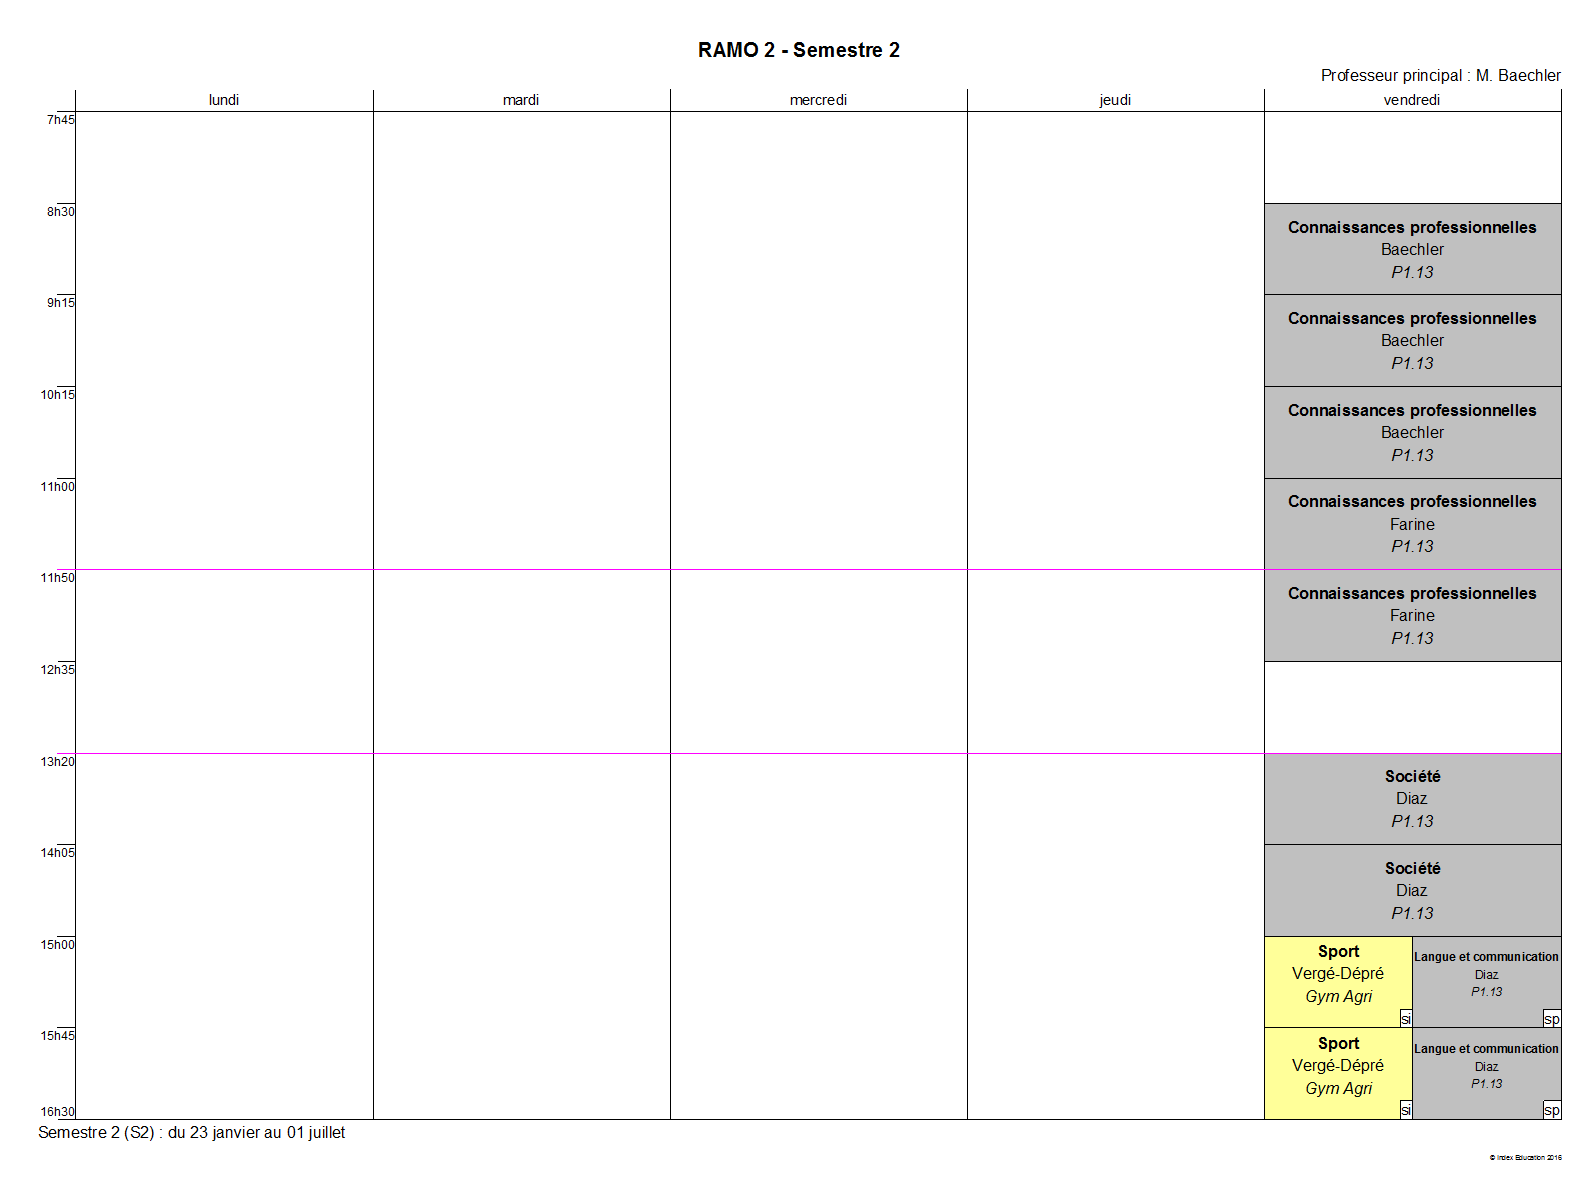 RAMO 2 - Semestre 2
Professeur principal : M. Baechler
lundi
mardi
mercredi
jeudi
vendredi
7h45
8h30
Connaissances professionnelles
Baechler
P1.13
9h15
Connaissances professionnelles
Baechler
P1.13
10h15
Connaissances professionnelles
Baechler
P1.13
11h00
Connaissances professionnelles
Farine
P1.13
11h50
Connaissances professionnelles
Farine
P1.13
12h35
13h20
Société
Diaz
P1.13
14h05
Société
Diaz
P1.13
15h00
Sport
Vergé-Dépré
Gym Agri
si
Langue et communication
Diaz
P1.13
sp
15h45
Sport
Vergé-Dépré
Gym Agri
si
Langue et communication
Diaz
P1.13
sp
16h30
Semestre 2 (S2) : du 23 janvier au 01 juillet
© Index Education 2016